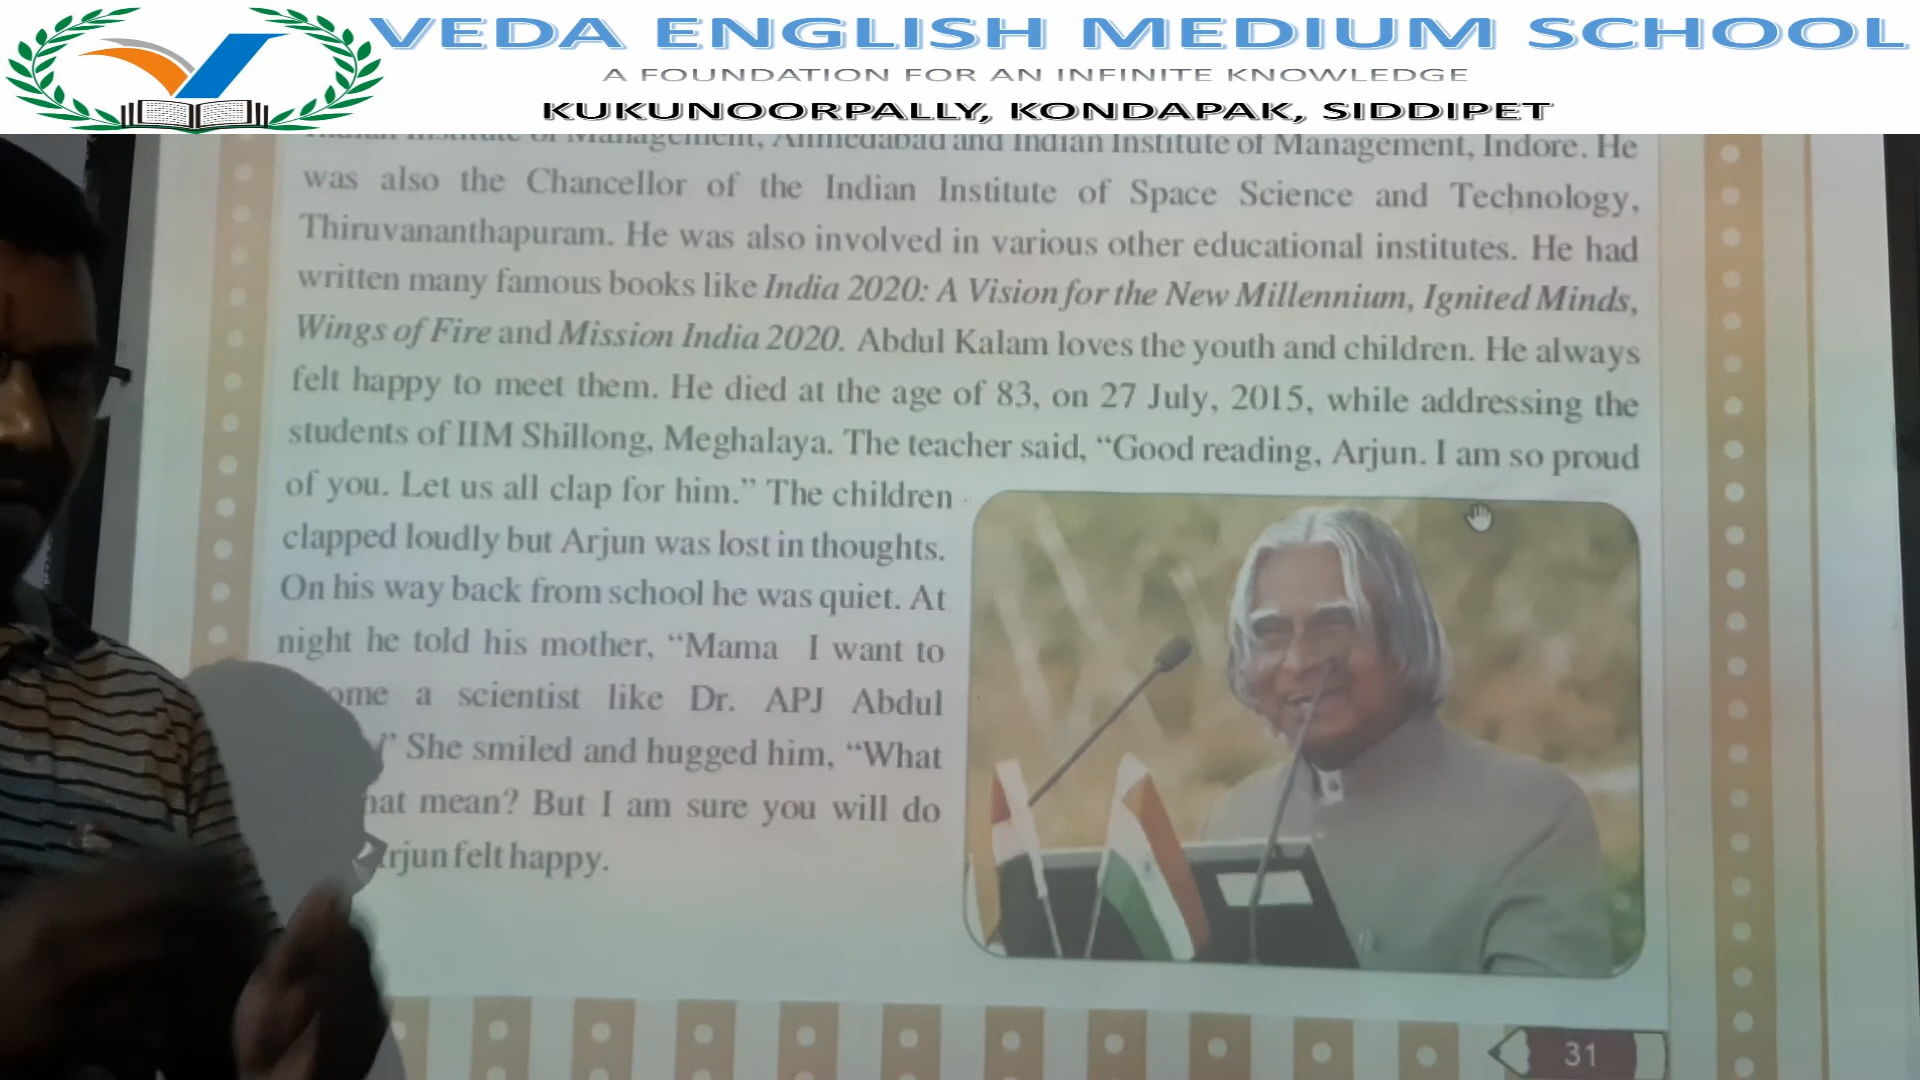 VEDA ENGLISH MEDIUM SCHOOL
A FOUNDATION FOR AN INFINITE KNOWLEDGE
KUKUNOORPALLY, KONDAPAK, SIDDIPET
Indian Institute of Management, Ahmedabad and Indian Institute of Management, Indore. He
was also the Chancellor of the Indian Institute of Space Science and Technology,
Thiruvananthapuram. He was also involved in various other educational institutes. He had
written many famous books like India 2020: A Vision for the New Millennium, Ignited Minds,
Wings of Fire and Mission India 2020. Abdul Kalam loves the youth and children. He always
felt happy to meet them. He died at the age of 83, on 27 July, 2015, while addressing the
students of IIM Shillong, Meghalaya. The teacher said, “Good reading, Arjun. I am so proud
of you. Let us all clap for him.” The children
clapped loudly but Arjun was lost in thoughts.
On his way back from school he was quiet. At
night he told his mother, “Mama I want to
ome a scientist like Dr. APJ Abdul
” She smiled and hugged him, “What
hat mean? But I am sure you will do
rjun felt happy.
31